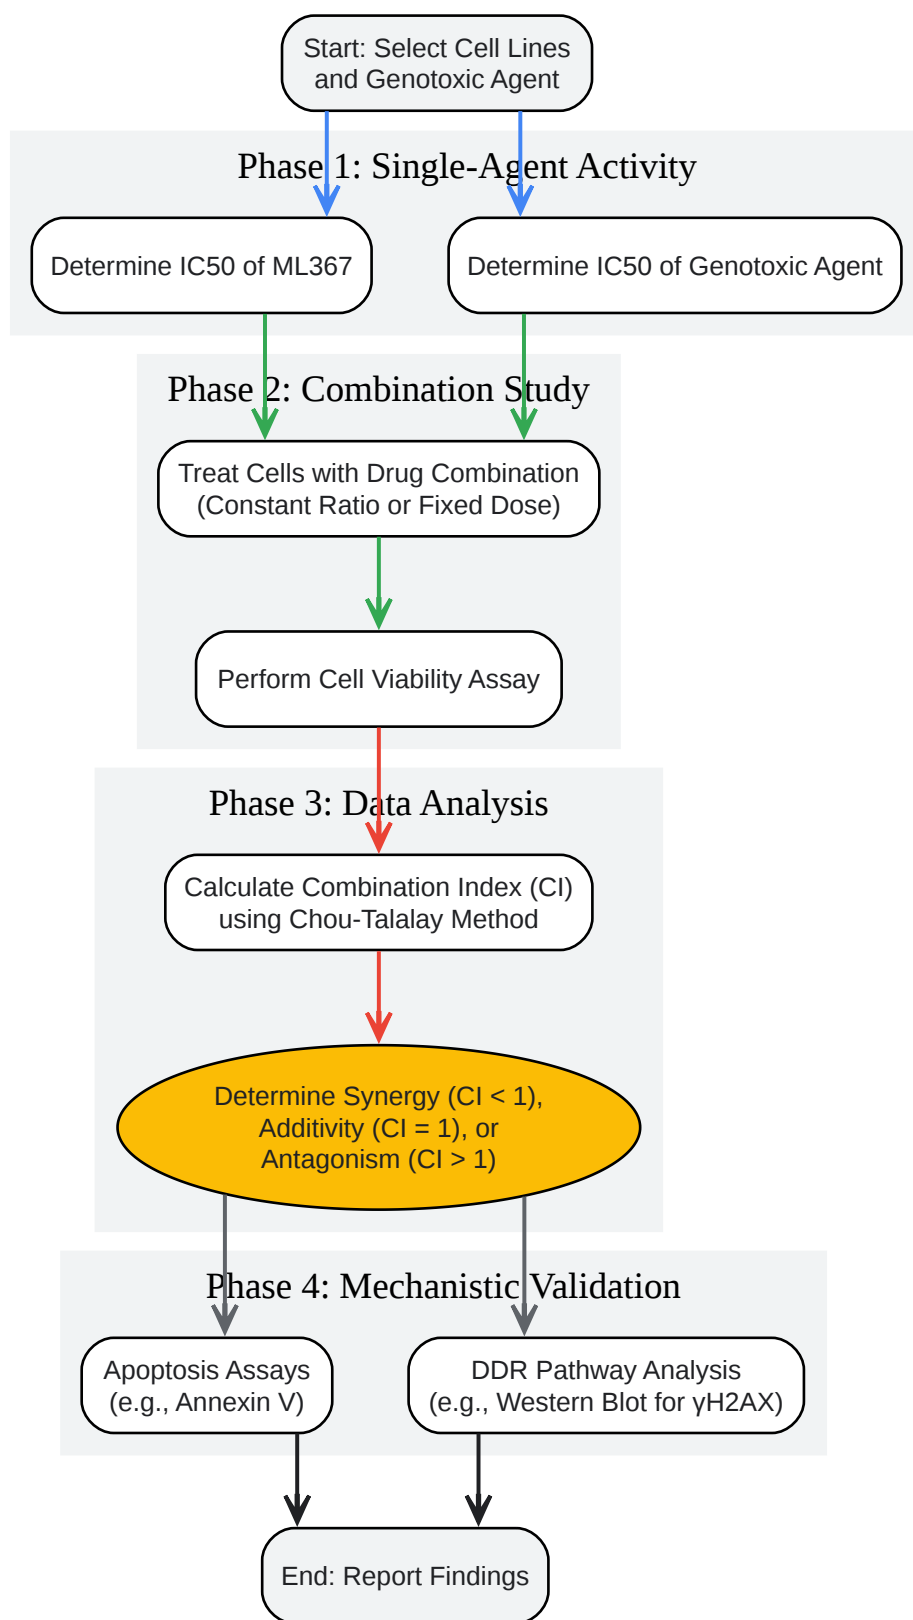 Start: Select Cell Lines
and Genotoxic Agent
Phase 1: Single-Agent Activity
Determine IC50 of ML367
Determine IC50 of Genotoxic Agent
Phase 2: Combination Study
Treat Cells with Drug Combination
(Constant Ratio or Fixed Dose)
Perform Cell Viability Assay
Phase 3: Data Analysis
Calculate Combination Index (CI)
using Chou-Talalay Method
Determine Synergy (CI < 1),
Additivity (CI = 1), or
Antagonism (CI > 1)
Phase 4: Mechanistic Validation
Apoptosis Assays
(e.g., Annexin V)
DDR Pathway Analysis
(e.g., Western Blot for γH2AX)
End: Report Findings